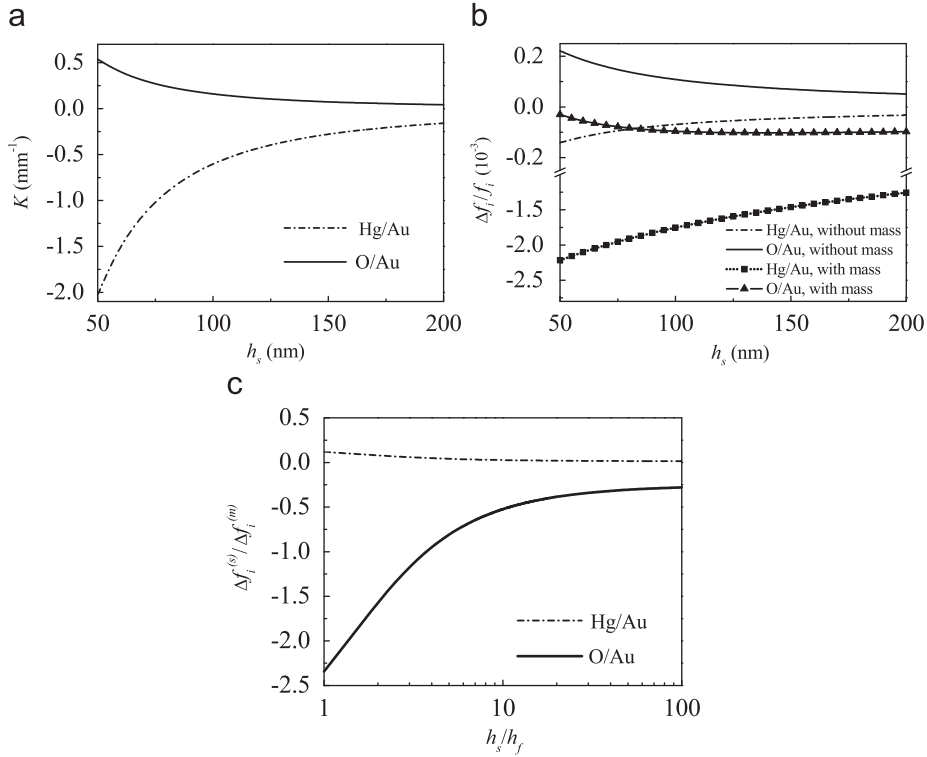 a
0.5
0.0
-0.5
-1.0
-1.5
-2.0
K (mm⁻¹)
Hg/Au
O/Au
50 100 150 200
hₛ (nm)
b
0.2
0.0
-0.2
-1.5
-2.0
-2.5
Δfᵢ/fᵢ (10⁻³)
Hg/Au, without mass
O/Au, without mass
Hg/Au, with mass
O/Au, with mass
50 100 150 200
hₛ (nm)
c
0.5
0.0
-0.5
-1.0
-1.5
-2.0
-2.5
Δfᵢ⁽ˢ⁾/Δfᵢ⁽ᵐ⁾
Hg/Au
O/Au
1 10 100
hₛ/h_f